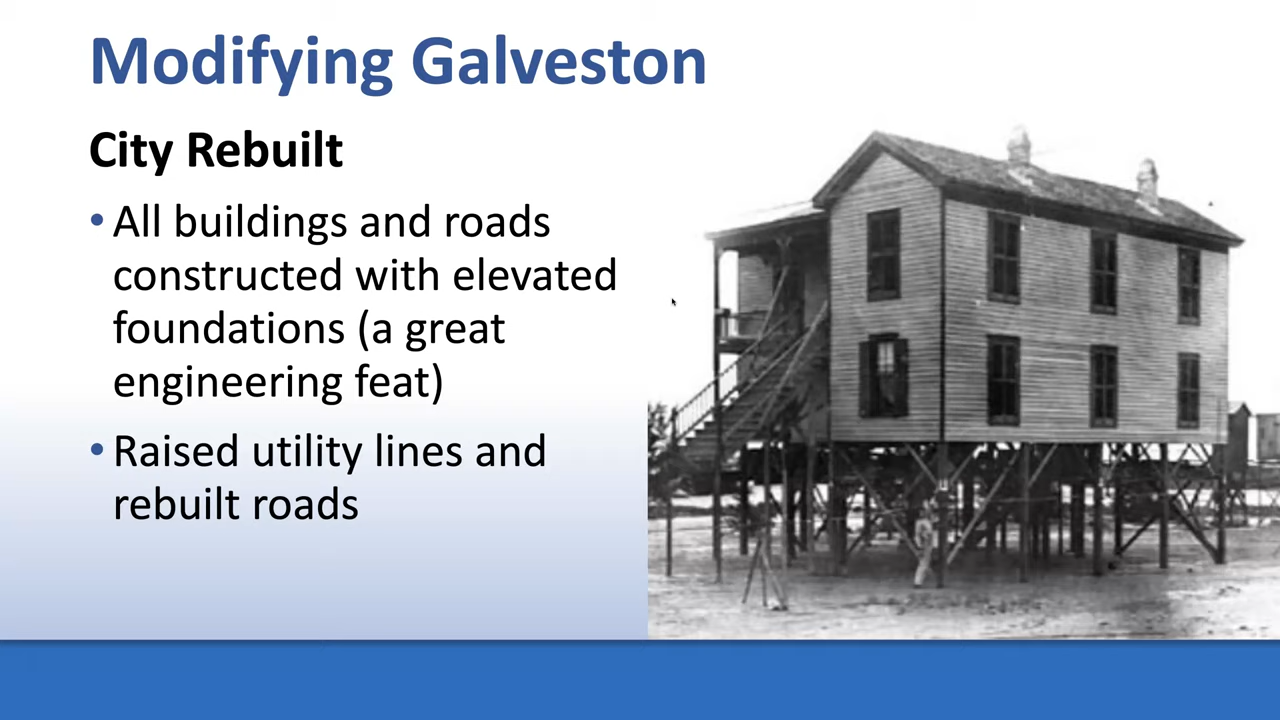 Modifying Galveston
City Rebuilt
• All buildings and roads
constructed with elevated
foundations (a great
engineering feat)
• Raised utility lines and
rebuilt roads